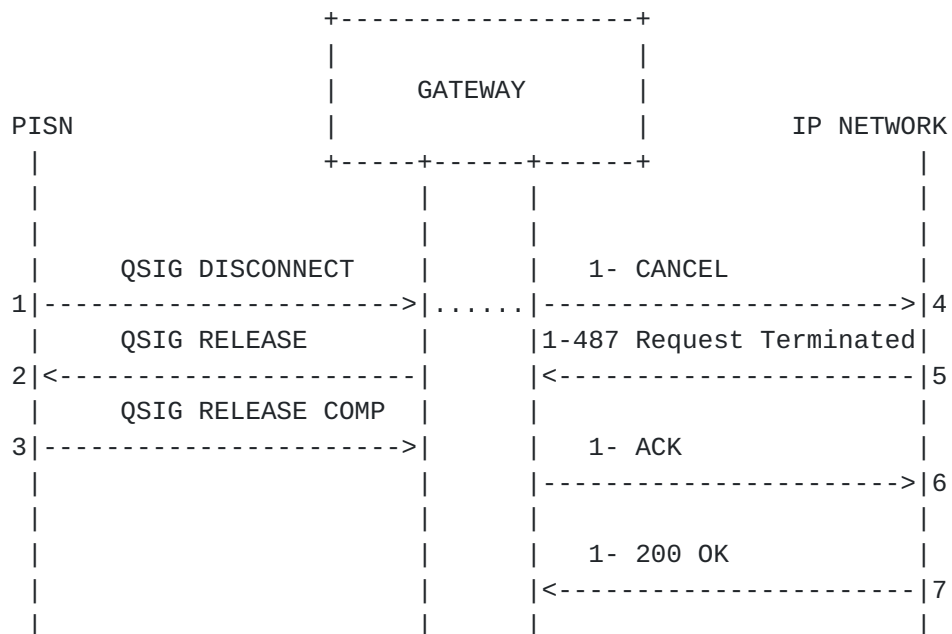 +-------------------+
|                   |
|      GATEWAY      |
PISN |                   | IP NETWORK
| +-----+------+------+ |
| | | |
| | | |
| QSIG DISCONNECT | | 1- CANCEL |
1|----------------------->|......|----------------------->|4
| QSIG RELEASE | |1-487 Request Terminated|
2|<-----------------------| |<-----------------------|5
| QSIG RELEASE COMP | | |
3|----------------------->| | 1- ACK |
| | |----------------------->|6
| | | |
| | | 1- 200 OK |
| | |<-----------------------|7
| | | |